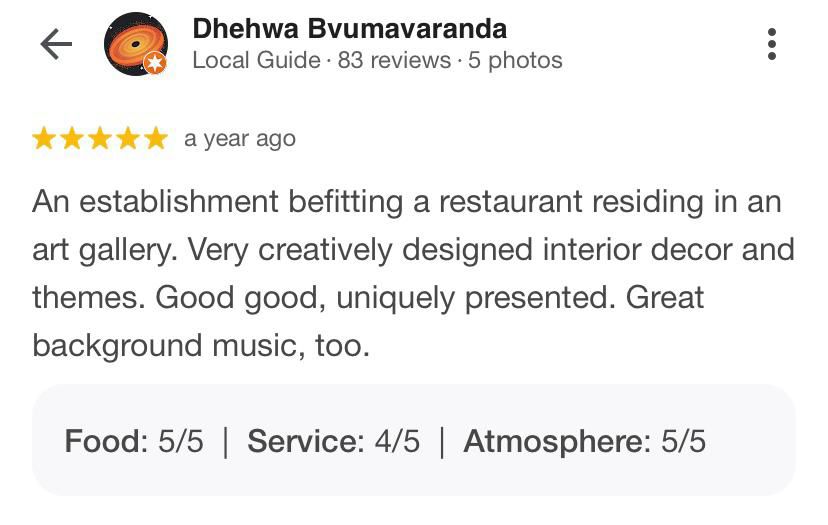 Dhehwa Bvumavaranda
Local Guide · 83 reviews · 5 photos
a year ago
An establishment befitting a restaurant residing in an
art gallery. Very creatively designed interior decor and
themes. Good good, uniquely presented. Great
background music, too.
Food: 5/5 | Service: 4/5 | Atmosphere: 5/5